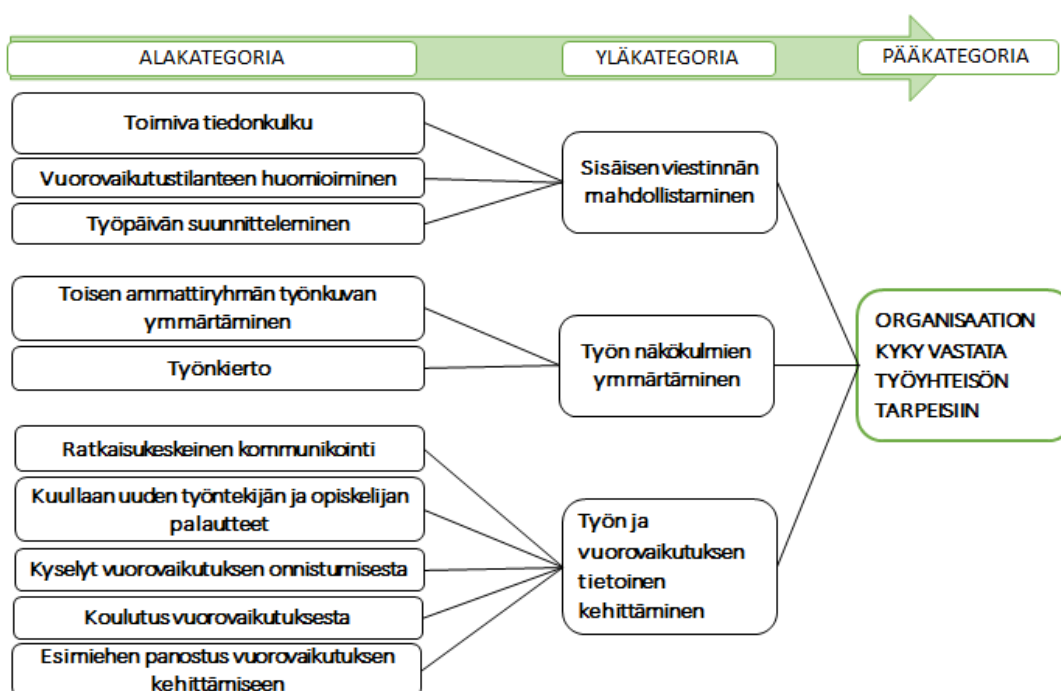 ALAKATEGORIA
YLÄKATEGORIA
PÄÄKATEGORIA
Toimiva tiedonkulku
Vuorovaikutustilanteen huomioiminen
Työpäivän suunnitteleminen
Sisäisen viestinnän
mahdollistaminen
Toisen ammattiryhmän työnkuvan
ymmärtäminen
Työnkierto
Työn näkökulmien
ymmärtäminen
Ratkaisukeskeinen kommunikointi
Kuullaan uuden työntekijän ja opiskelijan
palautteet
Kyselyt vuorovaikutuksen onnistumisesta
Koulutus vuorovaikutuksesta
Esimiehen panostus vuorovaikutuksen
kehittämiseen
Työn ja
vuorovaikutuksen
tietoinen
kehittäminen
ORGANISAATION
KYKY VASTATA
TYÖYHTEISÖN
TARPEISIIN